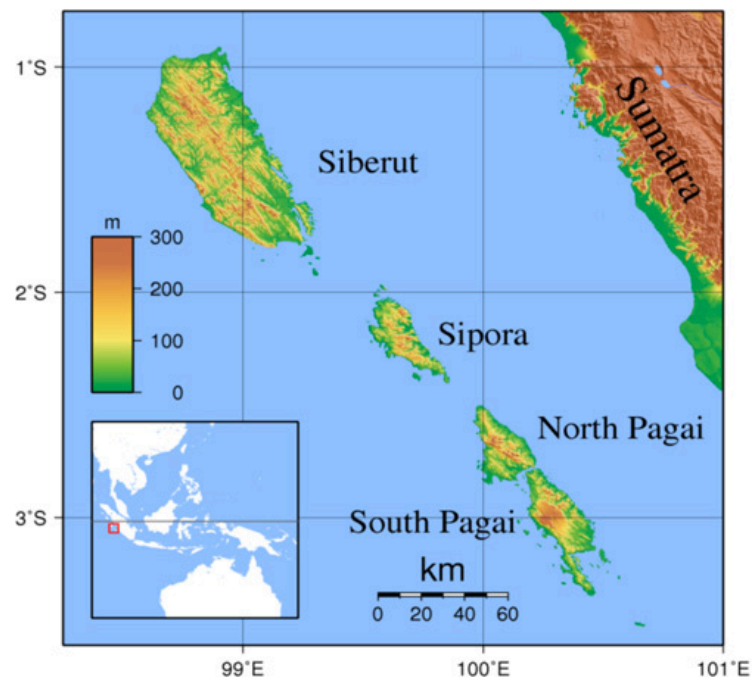 1°S
Sumatra
Siberut
m
300
200
100
0
2°S
Sipora
North Pagai
South Pagai
3°S
km
0 20 40 60
99°E 100°E 101°E